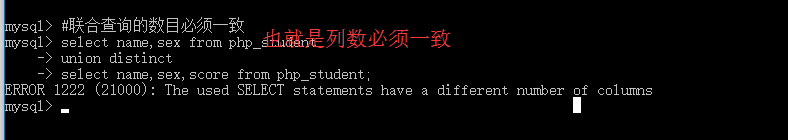 mysql> #联合查询的数目必须一致
mysql> select name,sex from php_student
也就是列数必须一致
-> union distinct
-> select name,sex,score from php_student;
ERROR 1222 (21000): The used SELECT statements have a different number of columns
mysql>